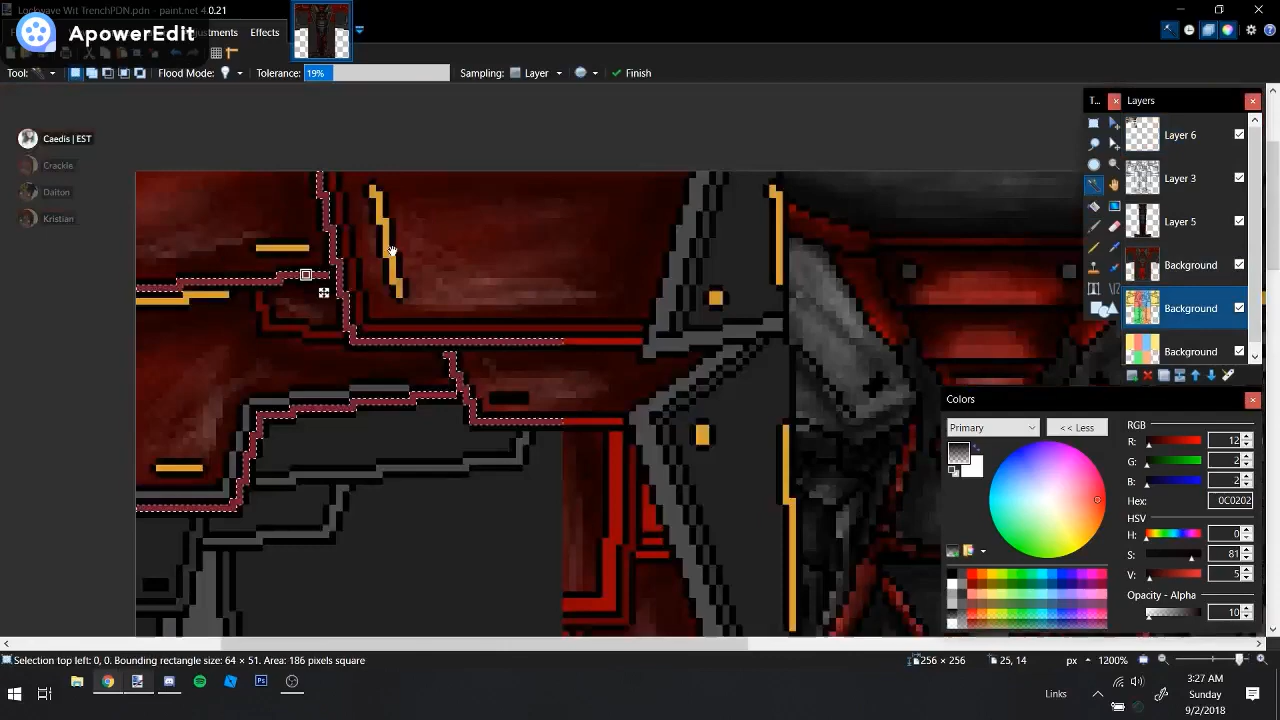 Lockwave Wit TrenchPDN.pdn - paint.net 4.0.21
ApowerEdit
djustments Effects
Tool: Flood Mode: Tolerance: 19% Sampling: Layer Finish
T... Layers
Caedis | EST
Crackle.
Dalton
Kristian
Layer 6
Layer 3
Layer 5
Background
Background
Background
Colors
Primary << Less
RGB
R: 12
G: 2
B: 2
Hex: 0C0202
HSV
H: 0
S: 81
V: 5
Opacity - Alpha
10
Selection top left: 0, 0. Bounding rectangle size: 64 × 51. Area: 186 pixels square
256 × 256 25, 14 px 1200%
Ps
Links
3:27 AM
Sunday
9/2/2018